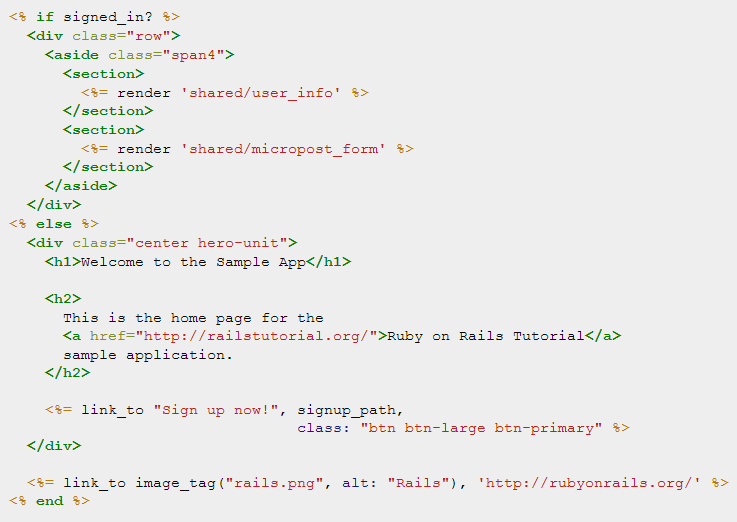 <% if signed_in? %>
  <div class="row">
    <aside class="span4">
      <section>
        <%= render 'shared/user_info' %>
      </section>
      <section>
        <%= render 'shared/micropost_form' %>
      </section>
    </aside>
  </div>
<% else %>
  <div class="center hero-unit">
    <h1>Welcome to the Sample App</h1>

    <h2>
      This is the home page for the
      <a href="http://railstutorial.org/">Ruby on Rails Tutorial</a>
      sample application.
    </h2>

    <%= link_to "Sign up now!", signup_path,
                                class: "btn btn-large btn-primary" %>
  </div>

  <%= link_to image_tag("rails.png", alt: "Rails"), 'http://rubyonrails.org/' %>
<% end %>